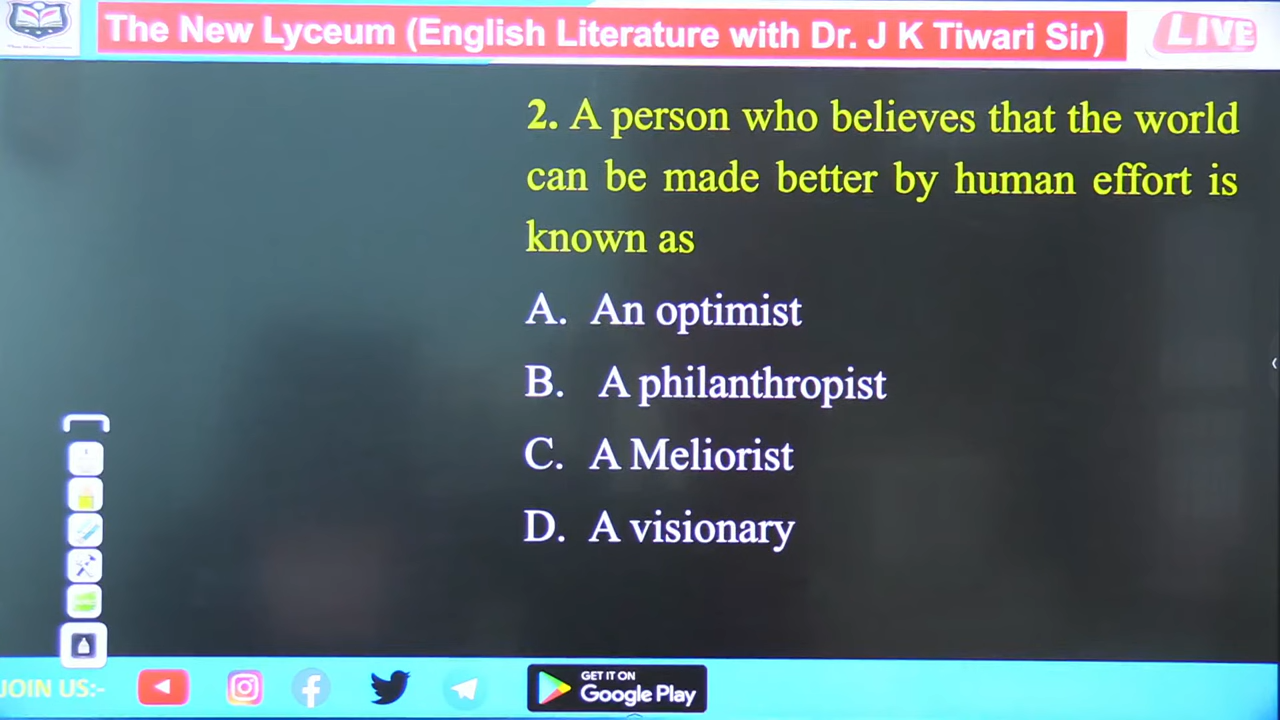 The New Lyceum (English Literature with Dr. J K Tiwari Sir)
LIVE
2. A person who believes that the world
can be made better by human effort is
known as
A. An optimist
B. A philanthropist
C. A Meliorist
D. A visionary
JOIN US:-
GET IT ON
Google Play